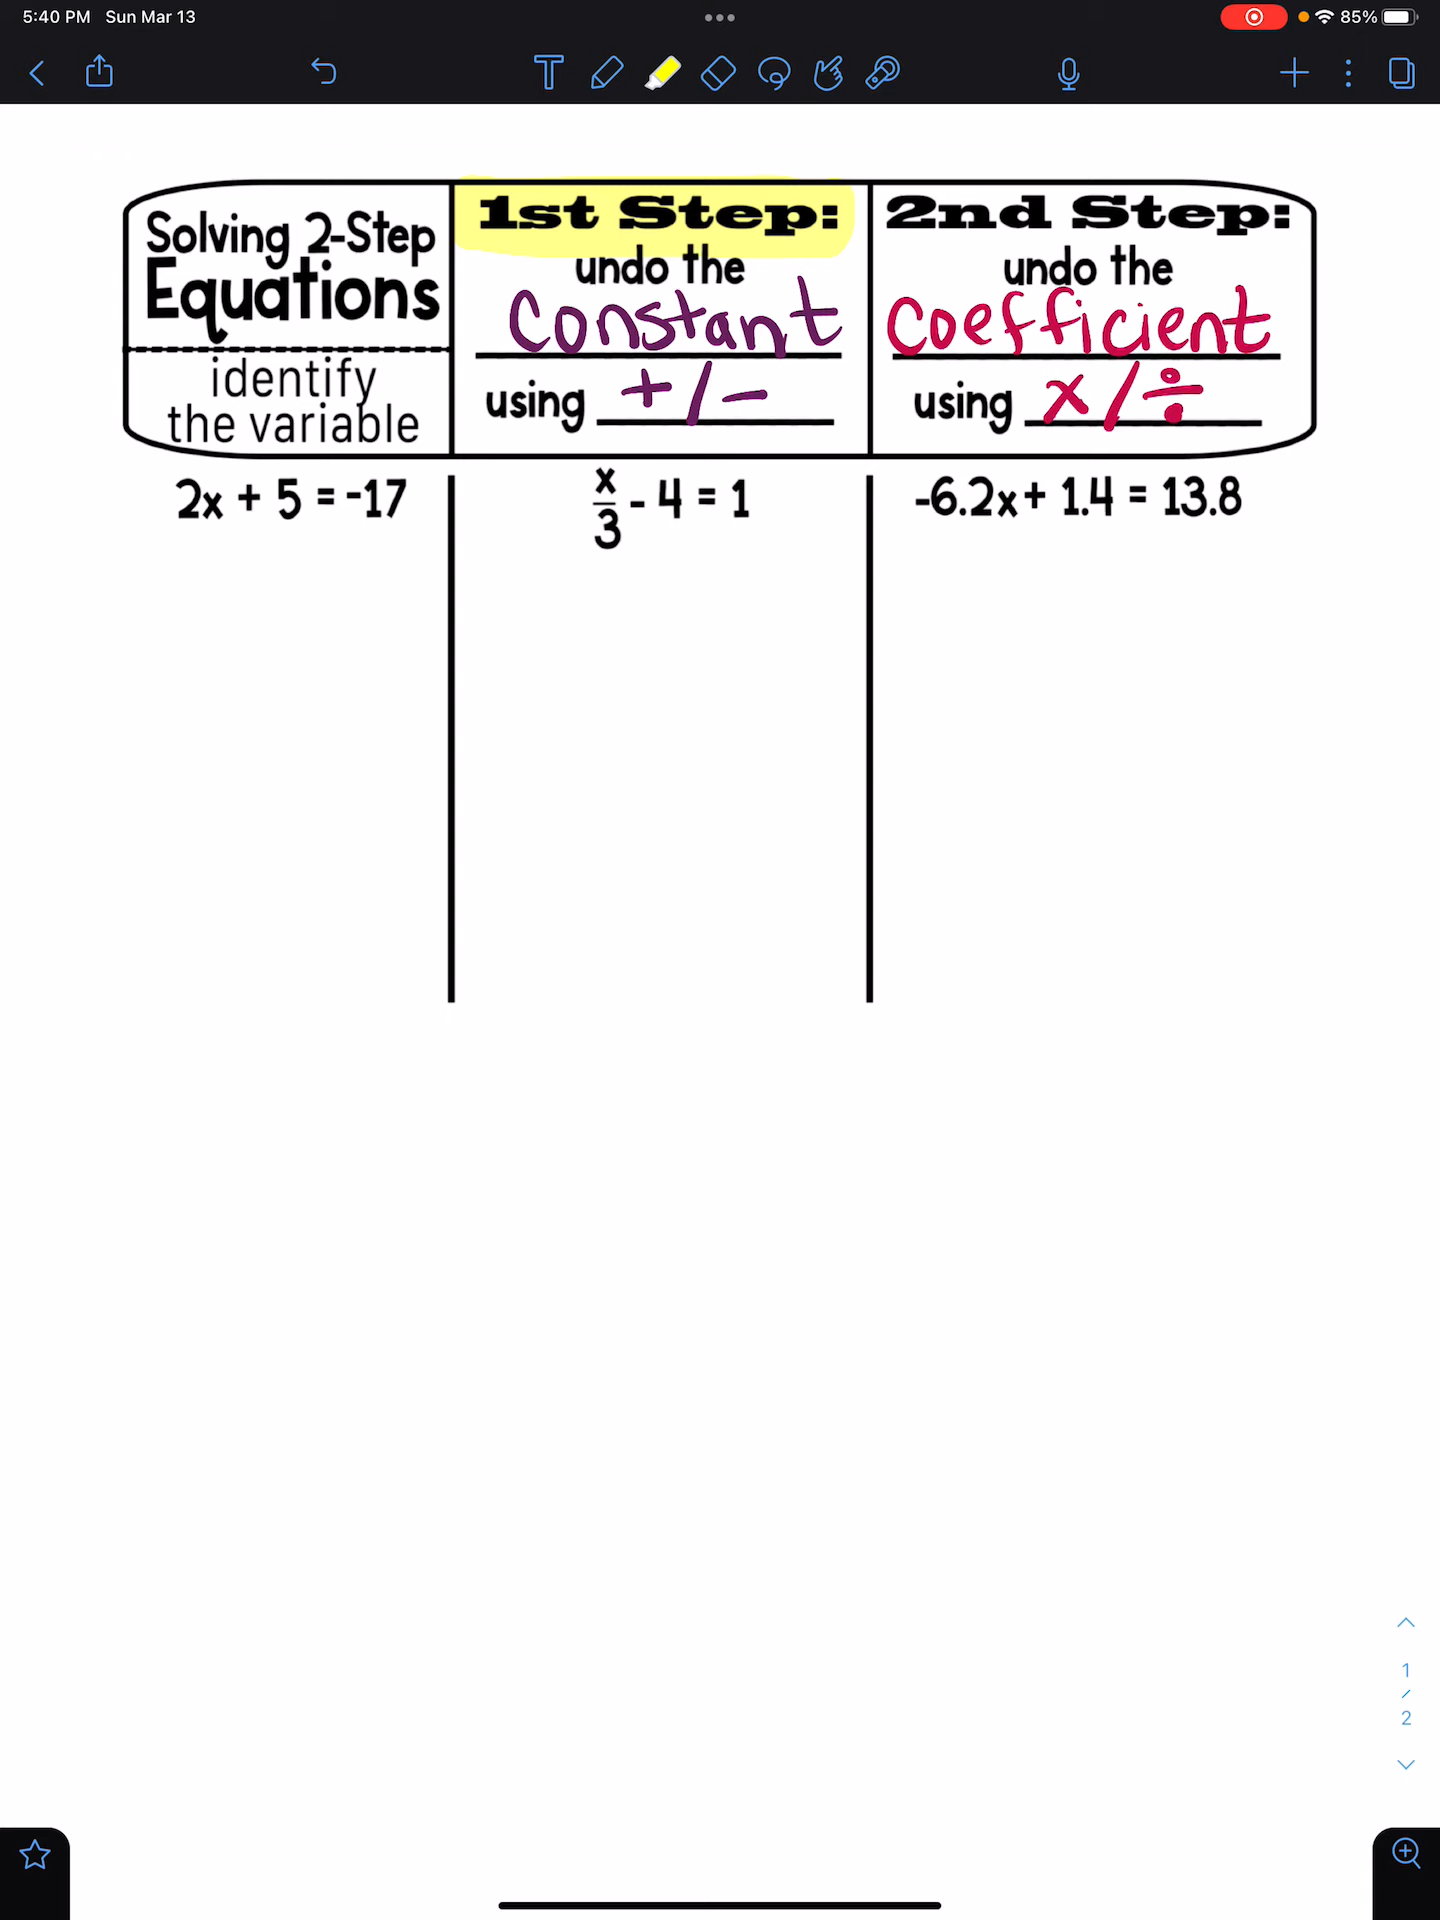 5:40 PM Sun Mar 13
85%
Solving 2-Step
Equations
identify
the variable
1st Step:
undo the
Constant
using +/-
2nd Step:
undo the
Coefficient
using x/÷
2x + 5 = -17
x/3 - 4 = 1
-6.2x + 1.4 = 13.8
1
/
2